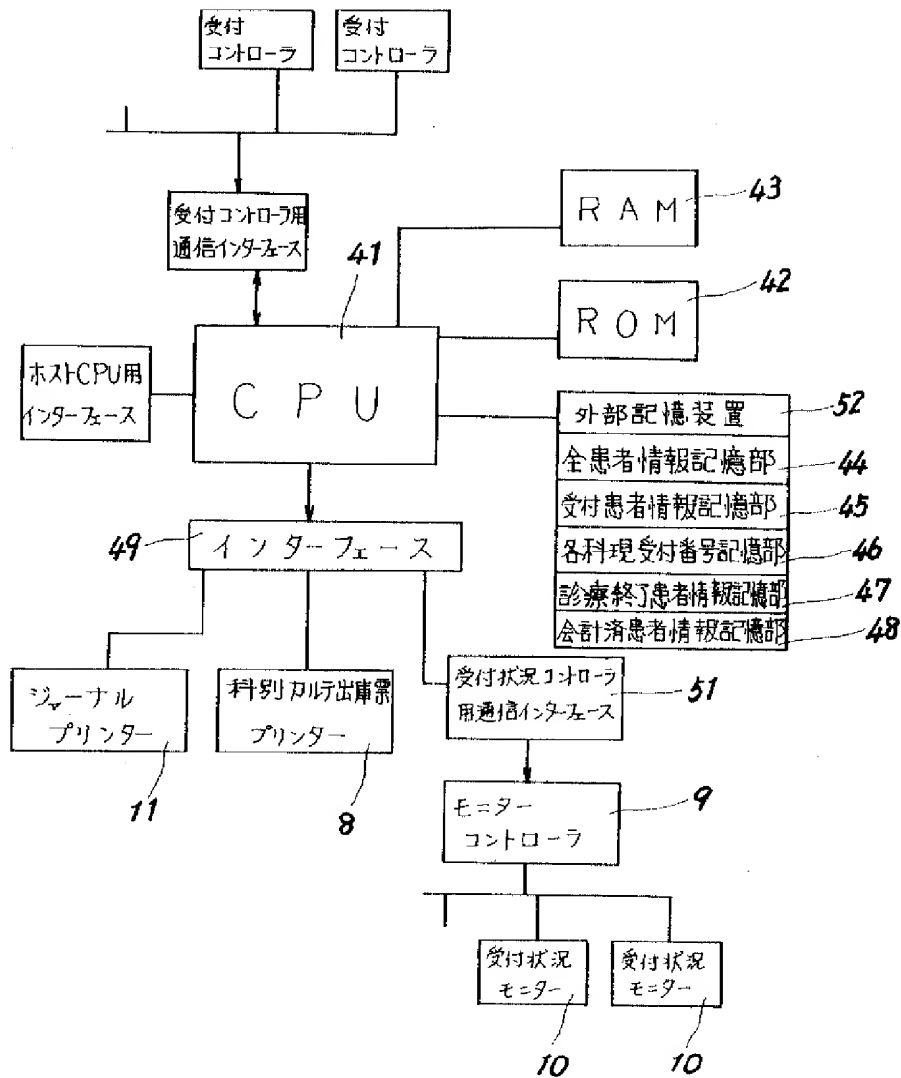 受付
コントローラ
受付
コントローラ
受付コントローラ用
通信インターフェース
RAM
43
ROM
42
41
CPU
ホストCPU用
インターフェース
外部記憶装置
52
全患者情報記憶部
44
受付患者情報記憶部
45
各科現受付番号記憶部
46
診療終了患者情報記憶部
47
会計済患者情報記憶部
48
49
インターフェース
ジャーナル
プリンター
11
科別カルテ出庫票
プリンター
8
受付状況コントローラ
用通信インターフェース
51
モニター
コントローラ
9
受付状況
モニター
10
受付状況
モニター
10